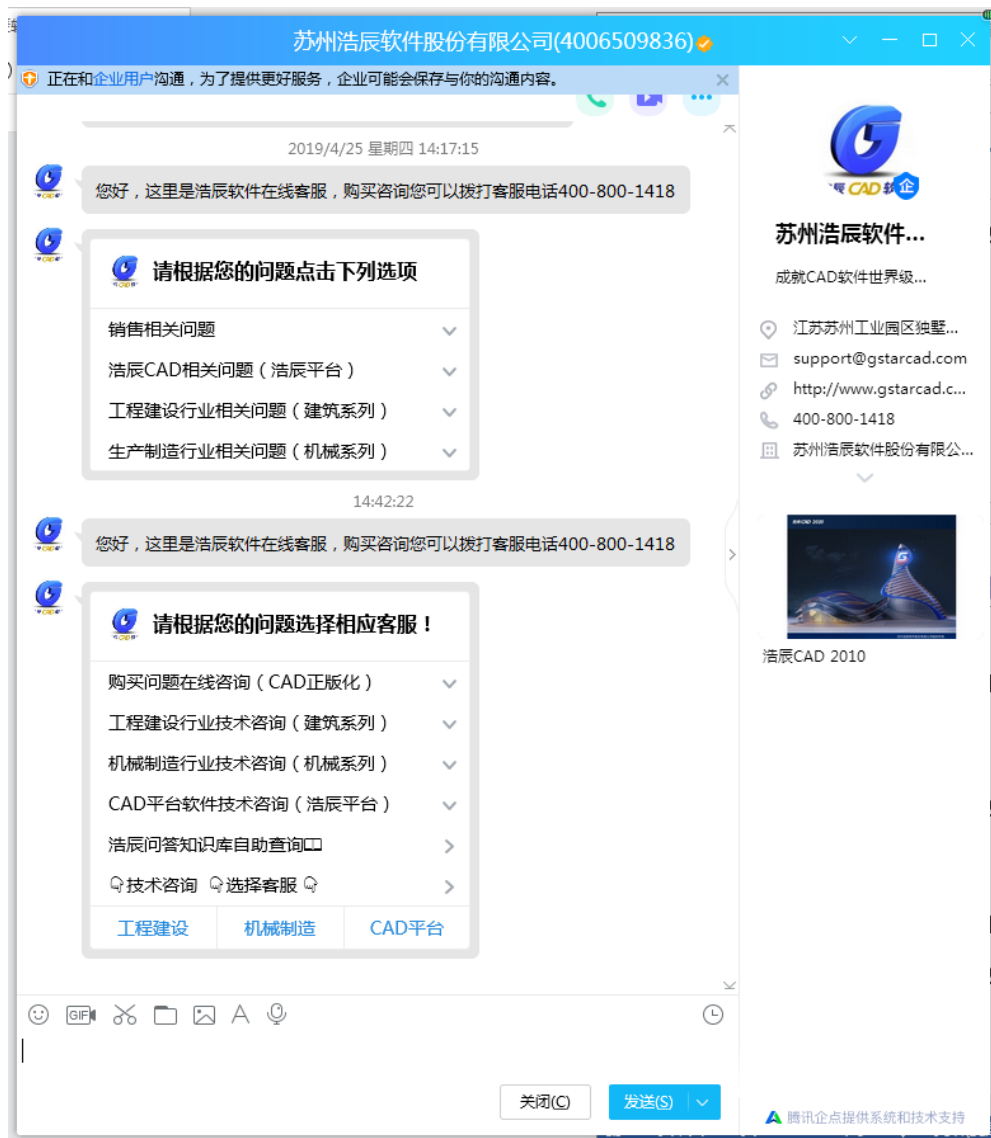 苏州浩辰软件股份有限公司(4006509836)
正在和企业用户沟通，为了提供更好服务，企业可能会保存与你的沟通内容。
2019/4/25 星期四 14:17:15
您好，这里是浩辰软件在线客服，购买咨询您可以拨打客服电话400-800-1418
请根据您的问题点击下列选项
销售相关问题
浩辰CAD相关问题（浩辰平台）
工程建设行业相关问题（建筑系列）
生产制造行业相关问题（机械系列）
14:42:22
您好，这里是浩辰软件在线客服，购买咨询您可以拨打客服电话400-800-1418
请根据您的问题选择相应客服！
购买问题在线咨询（CAD正版化）
工程建设行业技术咨询（建筑系列）
机械制造行业技术咨询（机械系列）
CAD平台软件技术咨询（浩辰平台）
浩辰问答知识库自助查询
技术咨询 选择客服
工程建设 机械制造 CAD平台
GIF
关闭(C) 发送(S)
CAD
企
苏州浩辰软件...
成就CAD软件世界级...
江苏苏州工业园区独墅...
support@gstarcad.com
http://www.gstarcad.c...
400-800-1418
苏州浩辰软件股份有限公...
浩辰CAD 2010
腾讯企点提供系统和技术支持